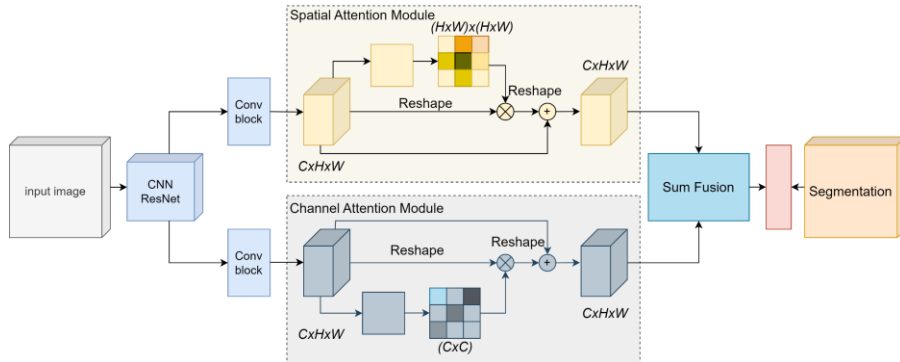 Spatial Attention Module
(HxW)x(HxW)
CxHxW
Conv
block
Reshape
Reshape
CxHxW
input image
CNN
ResNet
Sum Fusion
Segmentation
Channel Attention Module
Reshape
Reshape
Conv
block
CxHxW
(CxC)
CxHxW